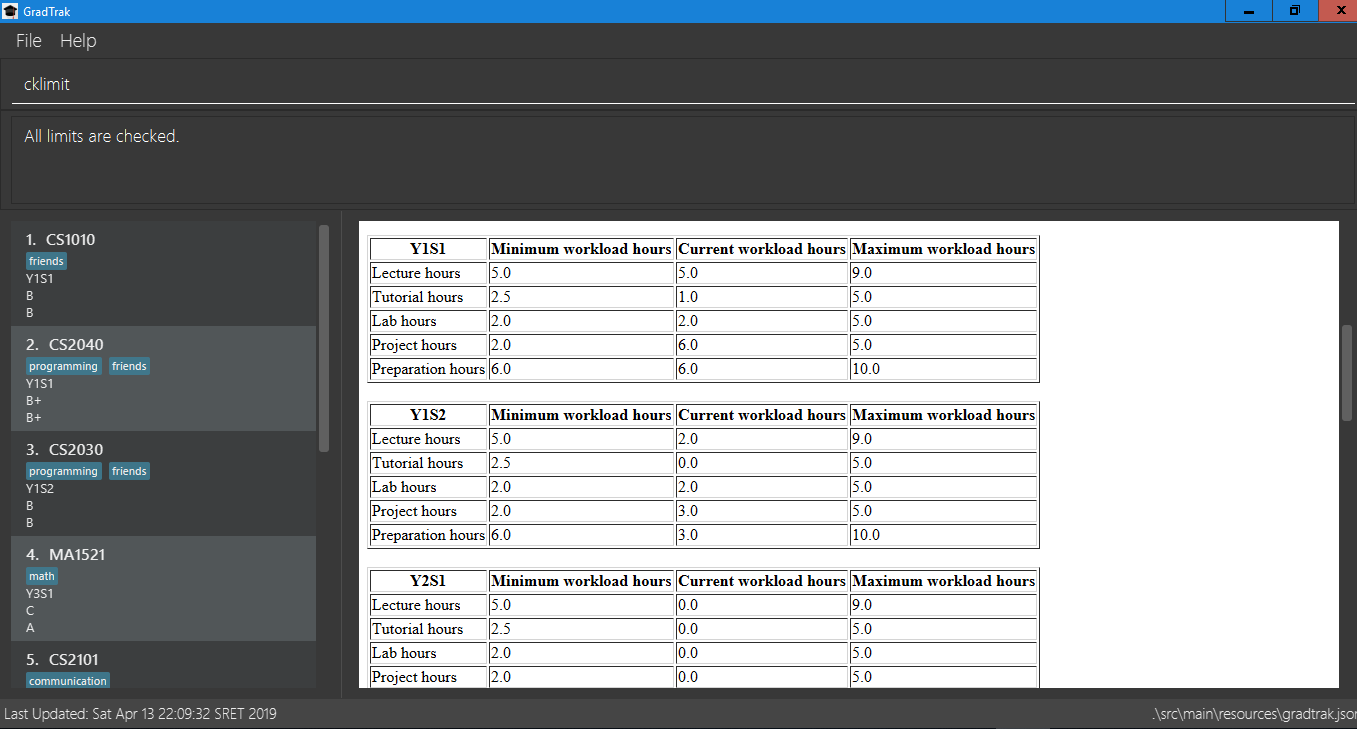 GradTrak
File Help
cklimit
All limits are checked.
1. CS1010
friends
Y1S1
B
B
2. CS2040
programming friends
Y1S1
B+
B+
3. CS2030
programming friends
Y1S2
B
B
4. MA1521
math
Y3S1
C
A
5. CS2101
communication
Y1S1 Minimum workload hours Current workload hours Maximum workload hours
Lecture hours 5.0 5.0 9.0
Tutorial hours 2.5 1.0 5.0
Lab hours 2.0 2.0 5.0
Project hours 2.0 6.0 5.0
Preparation hours 6.0 6.0 10.0
Y1S2 Minimum workload hours Current workload hours Maximum workload hours
Lecture hours 5.0 2.0 9.0
Tutorial hours 2.5 0.0 5.0
Lab hours 2.0 2.0 5.0
Project hours 2.0 3.0 5.0
Preparation hours 6.0 3.0 10.0
Y2S1 Minimum workload hours Current workload hours Maximum workload hours
Lecture hours 5.0 0.0 9.0
Tutorial hours 2.5 0.0 5.0
Lab hours 2.0 0.0 5.0
Project hours 2.0 0.0 5.0
Last Updated: Sat Apr 13 22:09:32 SRET 2019
.\src\main\resources\gradtrak.json